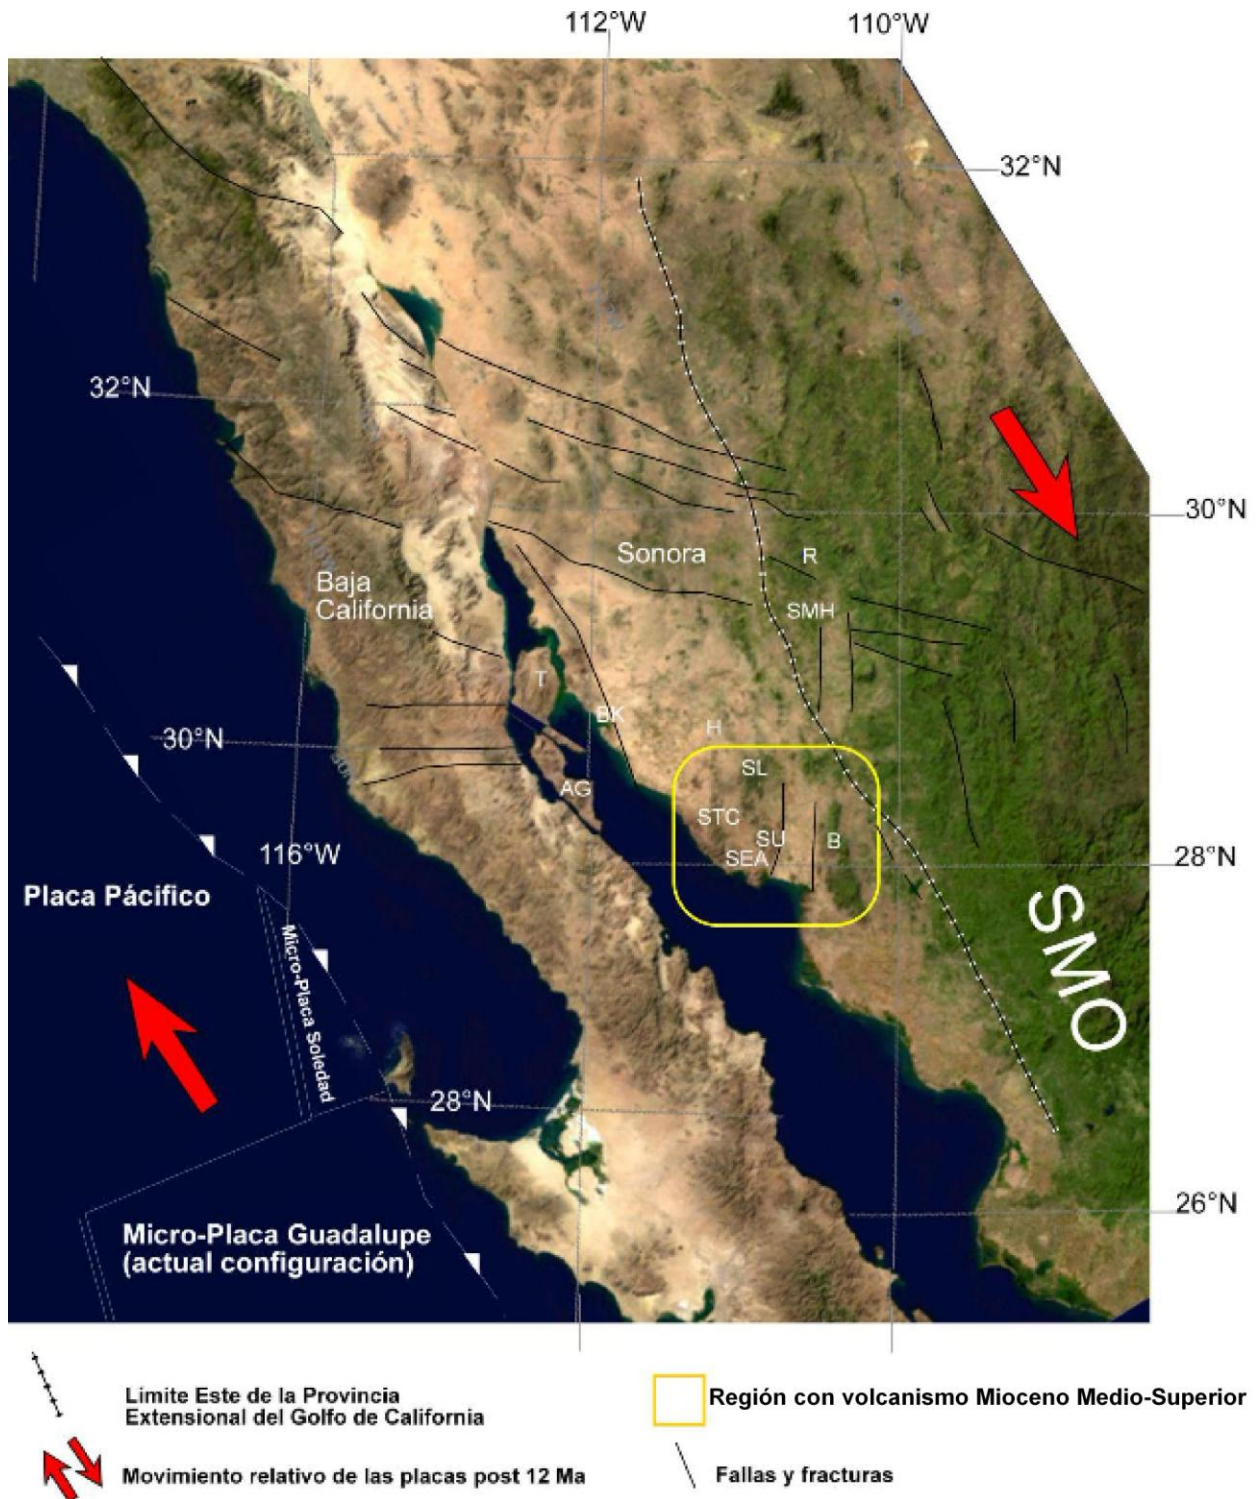 112°W
110°W
32°N
32°N
30°N
Sonora
R
Baja
California
SMH
T
BK
H
30°N
SL
AG
STC
SU
B
SEA
28°N
116°W
Placa Pácifico
SMO
Micro-Placa Soledad
28°N
26°N
Micro-Placa Guadalupe
(actual configuración)
Límite Este de la Provincia
Extensional del Golfo de California
Región con volcanismo Mioceno Medio-Superior
Movimiento relativo de las placas post 12 Ma
Fallas y fracturas